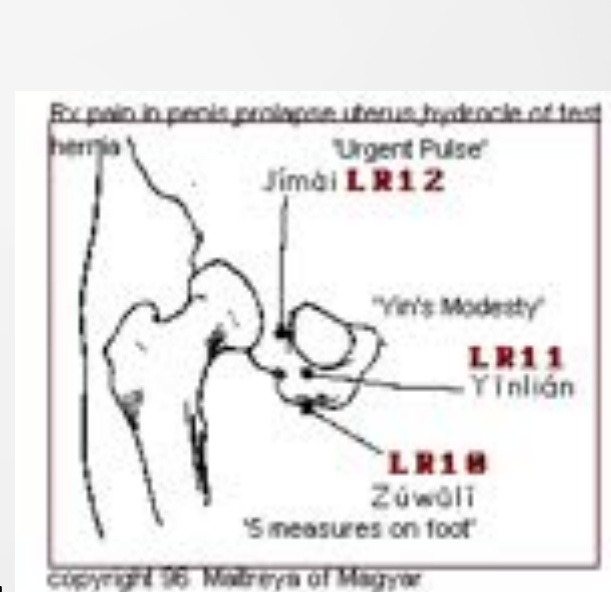 Rx pain in penis,prolapse uterus,hydrocle of test
hernia
'Urgent Pulse'
Jímài LR12
'Yin's Modesty'
LR11
Yīnlián
LR10
Zúwǔlǐ
'5 measures on foot'
copyright 96 Maitreya of Magyar